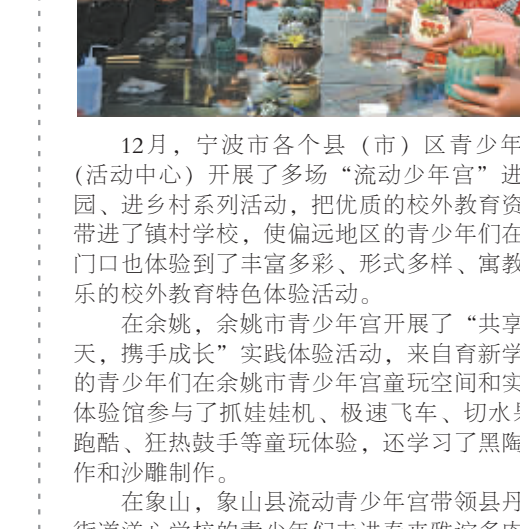 12月，宁波市各个县（市）区青少年
(活动中心）开展了多场“流动少年宫”进
园、进乡村系列活动，把优质的校外教育资
带进了镇村学校，使偏远地区的青少年们在
门口也体验到了丰富多彩、形式多样、寓教
乐的校外教育特色体验活动。
在余姚，余姚市青少年宫开展了“共享
天，携手成长”实践体验活动，来自育新学
的青少年们在余姚市青少年宫童玩空间和实
体验馆参与了抓娃娃机、极速飞车、切水果
跑酷、狂热鼓手等童玩体验，还学习了黑陶
作和沙雕制作。
在象山，象山县流动青少年宫带领县丹